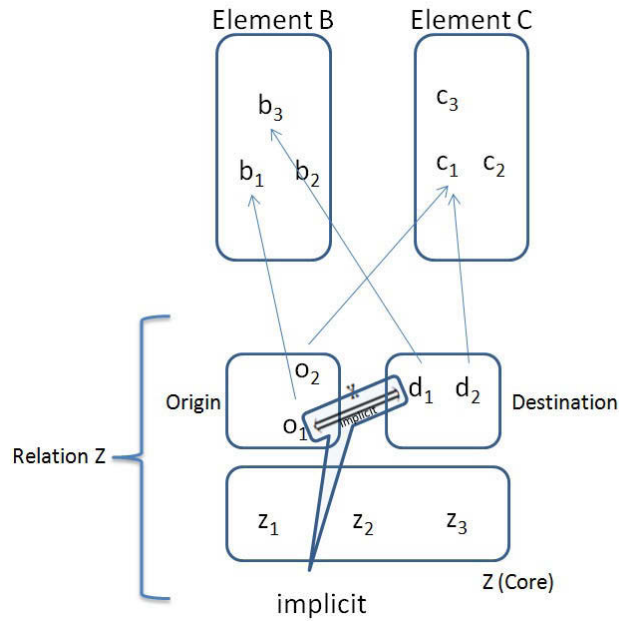 Element B Element C
b₃ c₃
b₁ b₂ c₁ c₂
Origin o₂ d₁ d₂ Destination
o₁ implicit
Relation Z
z₁ z₂ z₃
Z (Core)
implicit